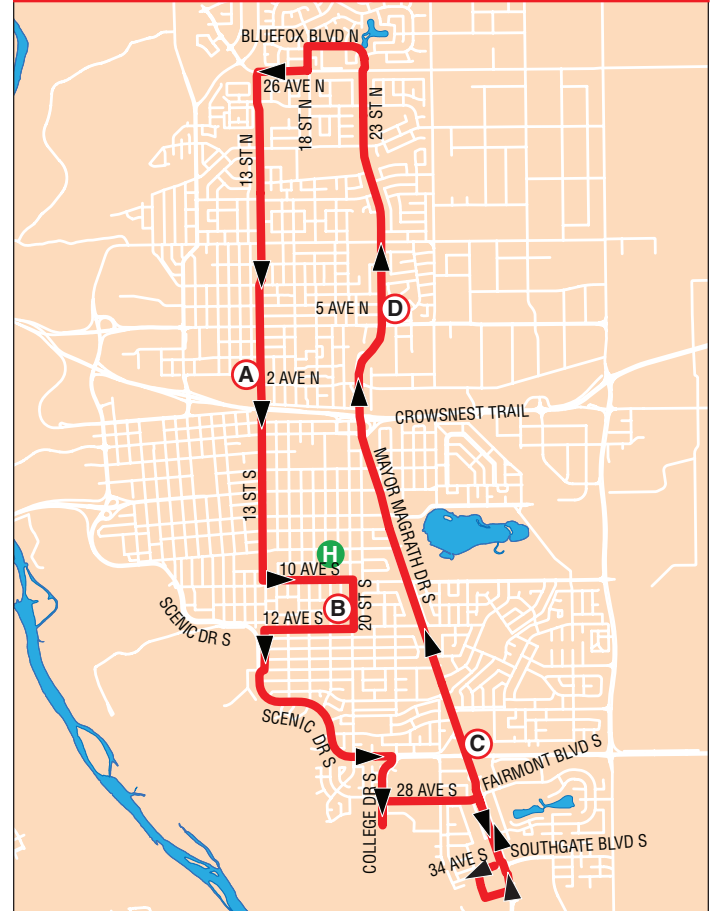 BLUEFOX BLVD N
26 AVE N
18 ST N
23 ST N
13 ST N
5 AVE N
D
A
2 AVE N
CROWSNEST TRAIL
MAYOR MAGRATH DR S
13 ST S
H
10 AVE S
B
20 ST S
12 AVE S
SCENIC DR S
SCENIC DR S
C
FAIRMONT BLVD S
28 AVE S
COLLEGE DR S
SOUTHGATE BLVD S
34 AVE S